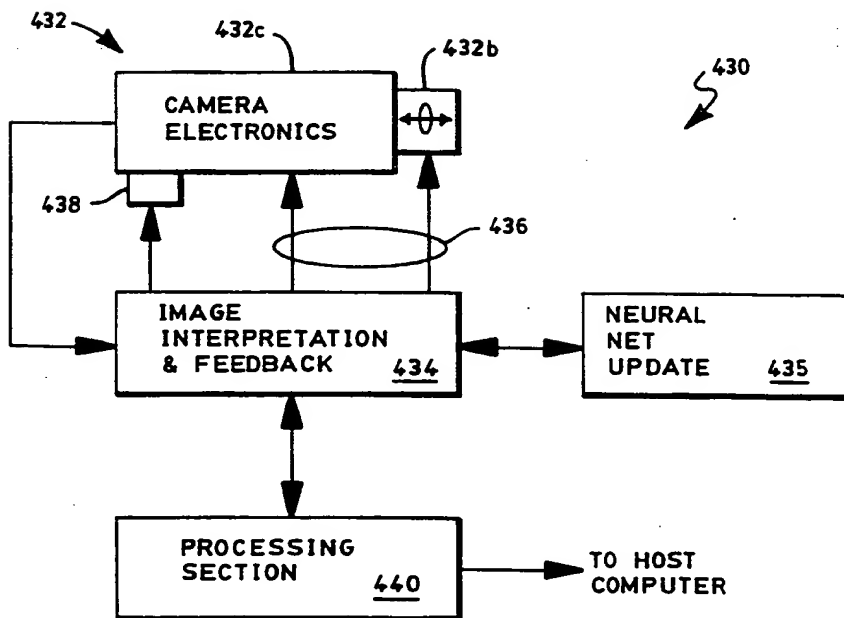 432
432c
432b
430
CAMERA
ELECTRONICS
438
436
IMAGE
INTERPRETATION
& FEEDBACK 434
NEURAL
NET
UPDATE 435
PROCESSING
SECTION 440
TO HOST
COMPUTER